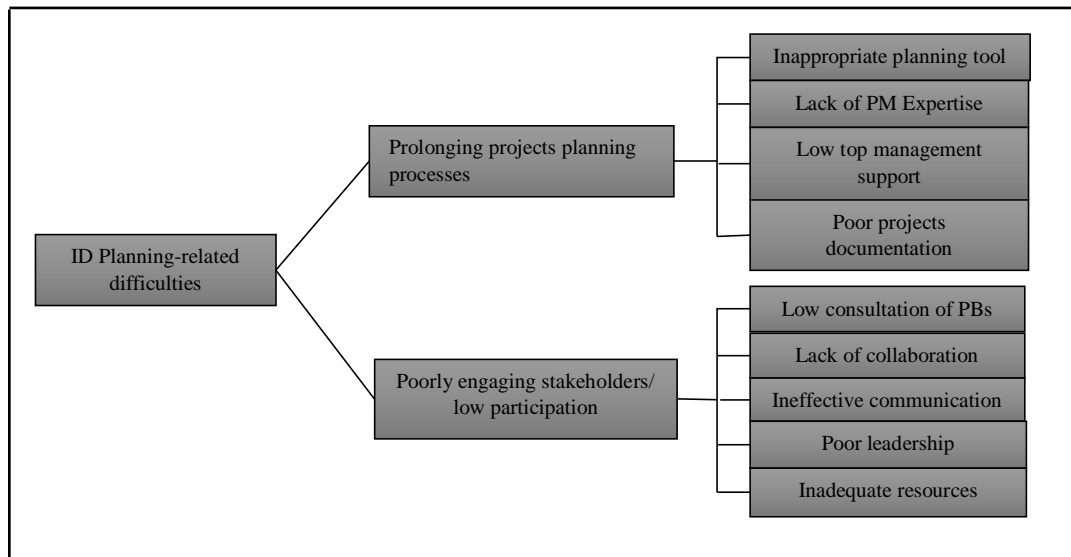 ID Planning-related
difficulties
Prolonging projects planning
processes
Inappropriate planning tool
Lack of PM Expertise
Low top management
support
Poor projects
documentation
Poorly engaging stakeholders/
low participation
Low consultation of PBs
Lack of collaboration
Ineffective communication
Poor leadership
Inadequate resources